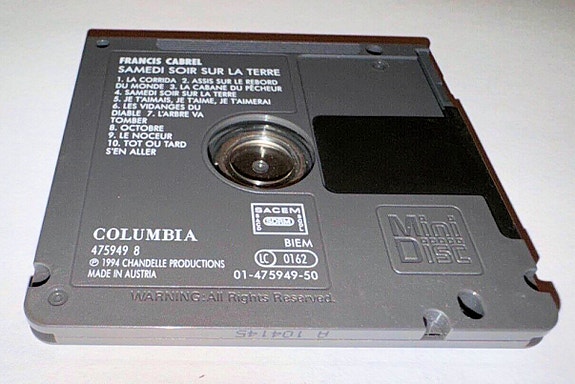 FRANCIS CABREL
SAMEDI SOIR SUR LA TERRE
1. LA CORRIDA 2. ASSIS SUR LE REBORD
DU MONDE 3. LA CABANE DU PÊCHEUR
4. SAMEDI SOIR SUR LA TERRE
5. JE T'AIMAIS, JE T'AIME, JE T'AIMERAI
6. LES VIDANGES DU
DIABLE 7. L'ARBRE VA
TOMBER
8. OCTOBRE
9. LE NOCEUR
10. TOT OU TARD
S'EN ALLER
SACEM
SDRM
BIEM
LC 0162
01-475949-50
COLUMBIA
475949 8
℗ 1994 CHANDELLE PRODUCTIONS
MADE IN AUSTRIA
Mini
Disc
WARNING: All Rights Reserved.
A 104145